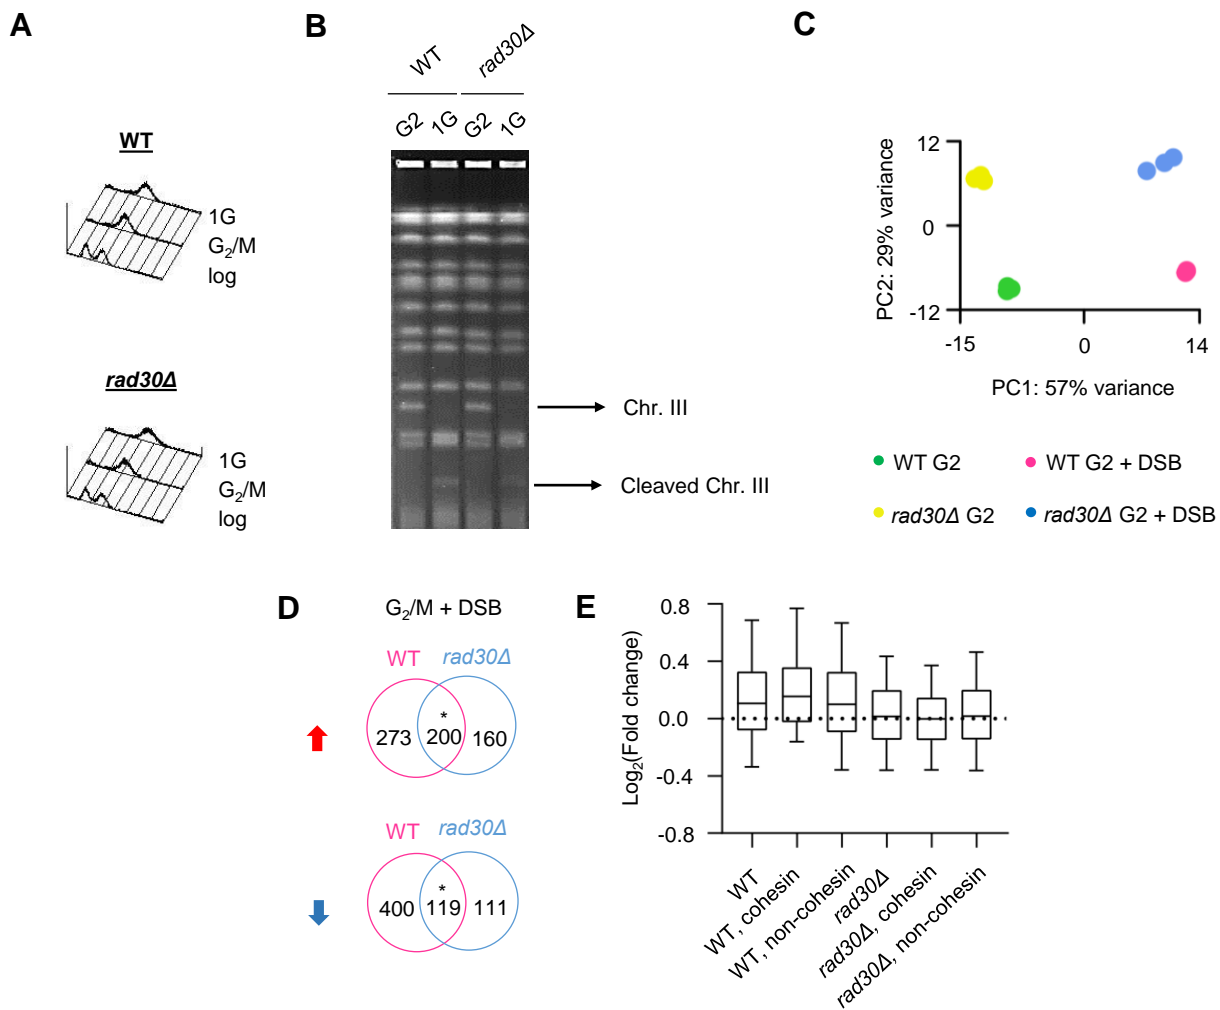 A
WT
1G
G₂/M
log
rad30Δ
1G
G₂/M
log
B
WT rad30Δ
G2 1G G2 1G
Chr. III
Cleaved Chr. III
C
PC2: 29% variance
12
0
-12
-15 0 14
PC1: 57% variance
WT G2 WT G2 + DSB
rad30Δ G2 rad30Δ G2 + DSB
D
G₂/M + DSB
WT rad30Δ
*
273 200 160
WT rad30Δ
*
400 119 111
E
Log₂(Fold change)
0.8
0.4
0.0
-0.4
-0.8
WT
WT, cohesin
WT, non-cohesin
rad30Δ
rad30Δ, cohesin
rad30Δ, non-cohesin